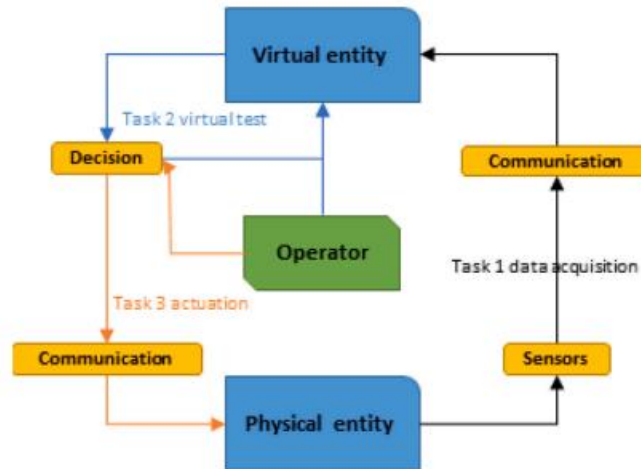 Virtual entity
Task 2 virtual test
Decision
Communication
Operator
Task 1 data acquisition
Task 3 actuation
Communication
Sensors
Physical entity